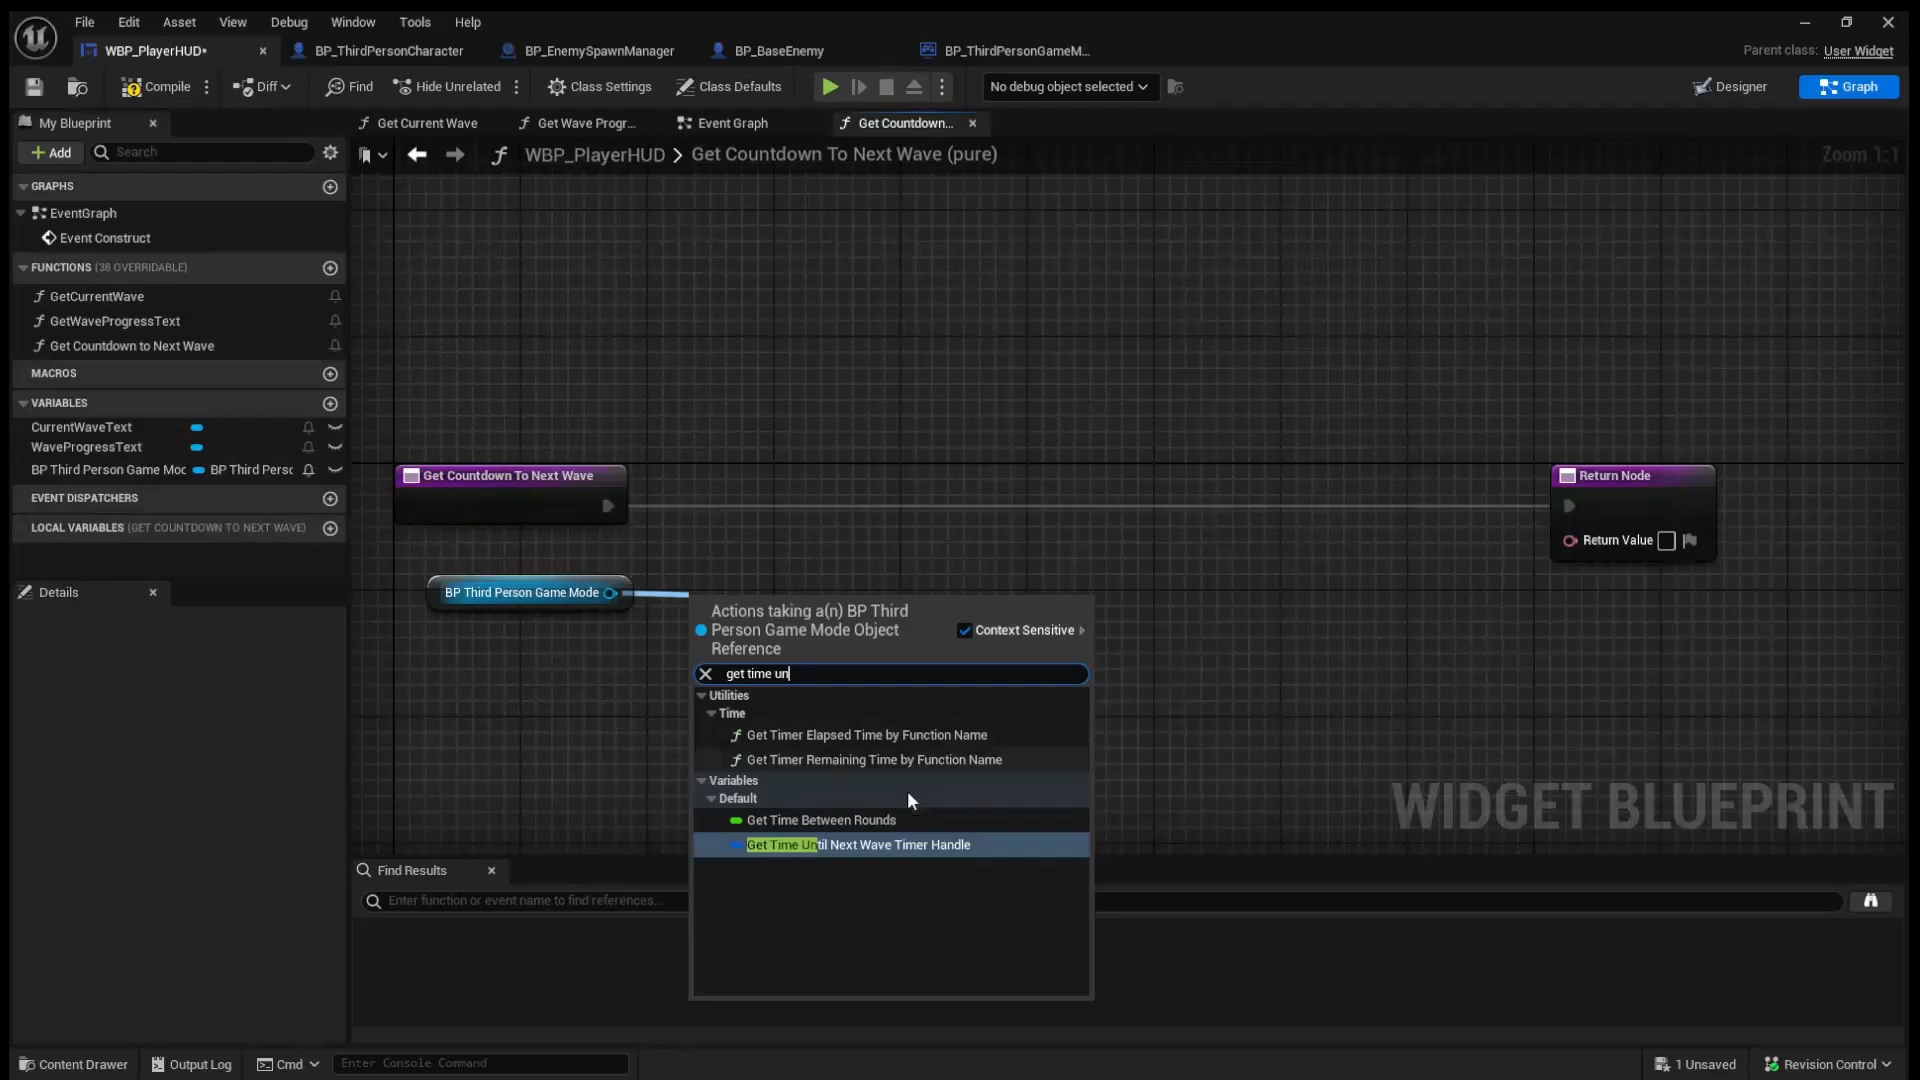 File Edit Asset View Debug Window Tools Help
WBP_PlayerHUD* BP_ThirdPersonCharacter BP_EnemySpawnManager BP_BaseEnemy BP_ThirdPersonGameM... Parent class: User Widget
Compile Diff Find Hide Unrelated Class Settings Class Defaults No debug object selected Designer Graph
My Blueprint Get Current Wave Get Wave Progr... Event Graph Get Countdown...
Add Search WBP_PlayerHUD > Get Countdown To Next Wave (pure) Zoom 1:1
GRAPHS
EventGraph
Event Construct
FUNCTIONS (38 OVERRIDABLE)
GetCurrentWave
GetWaveProgressText
Get Countdown to Next Wave
MACROS
VARIABLES
CurrentWaveText
WaveProgressText
BP Third Person Game Moc BP Third Persc
EVENT DISPATCHERS
LOCAL VARIABLES (GET COUNTDOWN TO NEXT WAVE)
Details
Get Countdown To Next Wave
Return Node
Return Value
BP Third Person Game Mode
Actions taking a(n) BP Third
Person Game Mode Object
Reference
Context Sensitive
get time un
Utilities
Time
Get Timer Elapsed Time by Function Name
Get Timer Remaining Time by Function Name
Variables
Default
Get Time Between Rounds
Get Time Until Next Wave Timer Handle
WIDGET BLUEPRINT
Find Results
Enter function or event name to find references...
Content Drawer Output Log Cmd Enter Console Command 1 Unsaved Revision Control